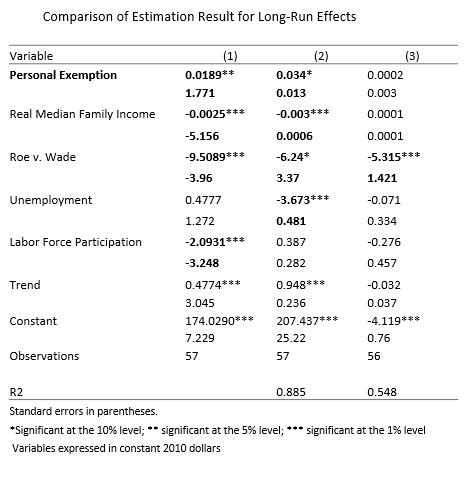 Comparison of Estimation Result for Long-Run Effects
Variable (1) (2) (3)
Personal Exemption 0.0189** 0.034* 0.0002
1.771 0.013 0.003
Real Median Family Income -0.0025*** -0.003*** 0.0001
-5.156 0.0006 0.0001
Roe v. Wade -9.5089*** -6.24* -5.315***
-3.96 3.37 1.421
Unemployment 0.4777 -3.673*** -0.071
1.272 0.481 0.334
Labor Force Participation -2.0931*** 0.387 -0.276
-3.248 0.282 0.457
Trend 0.4774*** 0.948*** -0.032
3.045 0.236 0.037
Constant 174.0290*** 207.437*** -4.119***
7.229 25.22 0.76
Observations 57 57 56
R2 0.885 0.548
Standard errors in parentheses.
*Significant at the 10% level; ** significant at the 5% level; *** significant at the 1% level
Variables expressed in constant 2010 dollars